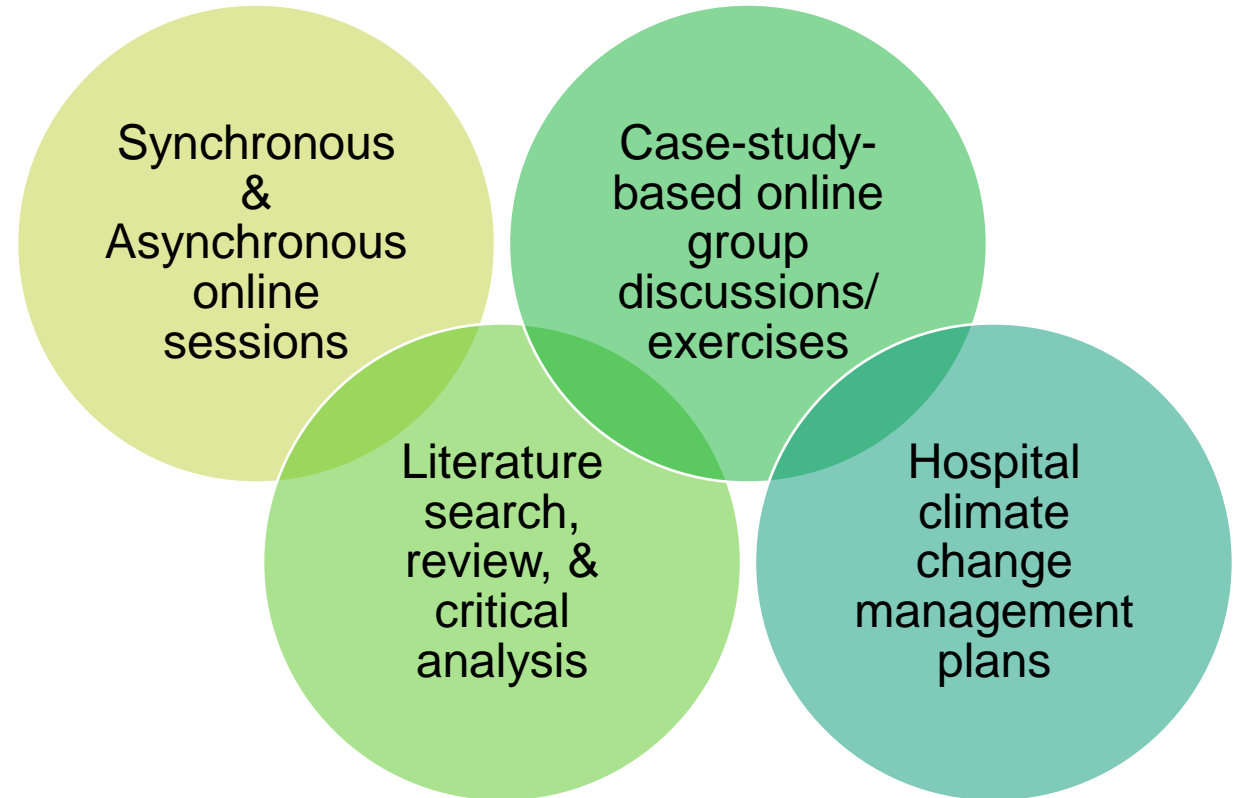 Synchronous
&
Asynchronous
online
sessions
Literature
search,
review, &
critical
analysis
Case-study-
based online
group
discussions/
exercises
Hospital
climate
change
management
plans